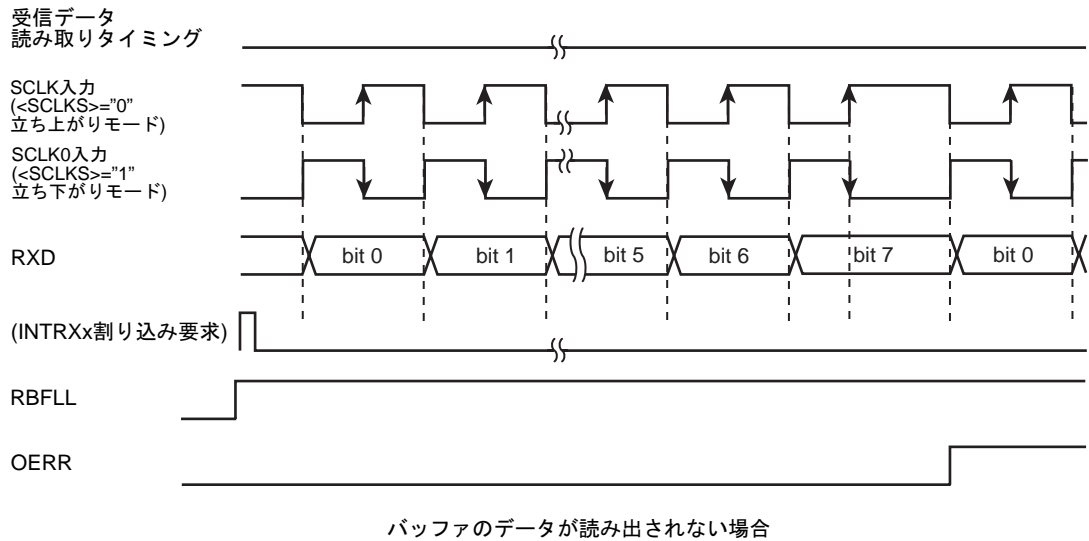 受信データ
読み取りタイミング
SCLK入力
(<SCLKS>="0"
立ち上がりモード)
SCLK0入力
(<SCLKS>="1"
立ち下がりモード)
RXD
bit 0
bit 1
bit 5
bit 6
bit 7
bit 0
(INTRXx割り込み要求)
RBFLL
OERR
バッファのデータが読み出されない場合